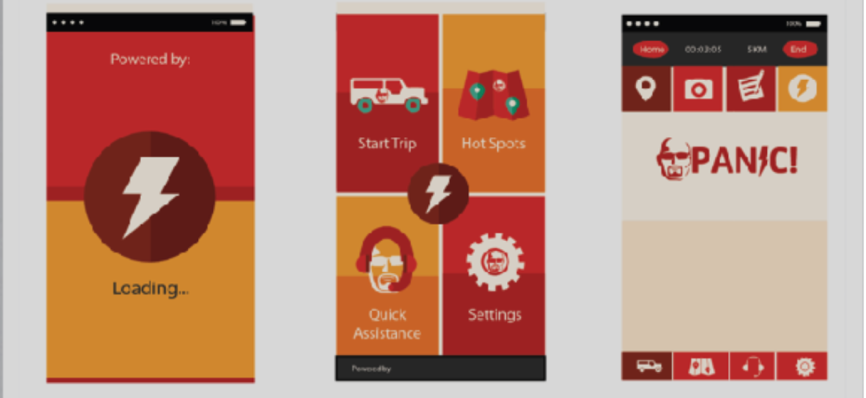 100%
Powered by:
Loading...
Start Trip
Hot Spots
Quick
Assistance
Settings
Powered by
100%
Home 00:03:05 5KM End
PANIC!